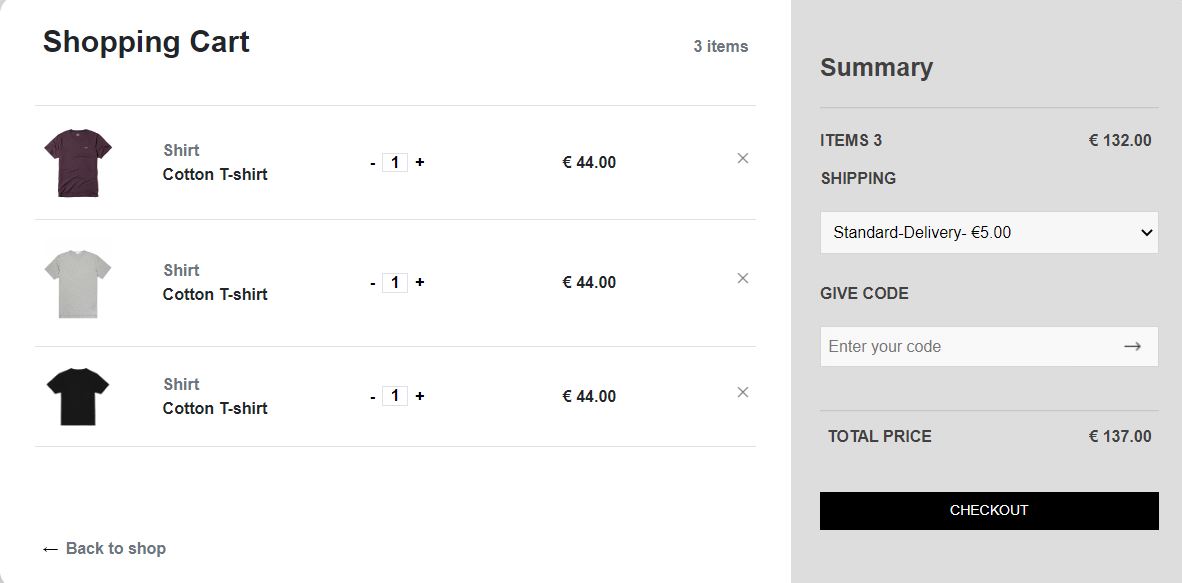 Shopping Cart
3 items
Shirt
Cotton T-shirt
- 1 +
€ 44.00
×
Shirt
Cotton T-shirt
- 1 +
€ 44.00
×
Shirt
Cotton T-shirt
- 1 +
€ 44.00
×
← Back to shop
Summary
ITEMS 3 € 132.00
SHIPPING
Standard-Delivery- €5.00
GIVE CODE
Enter your code →
TOTAL PRICE € 137.00
CHECKOUT